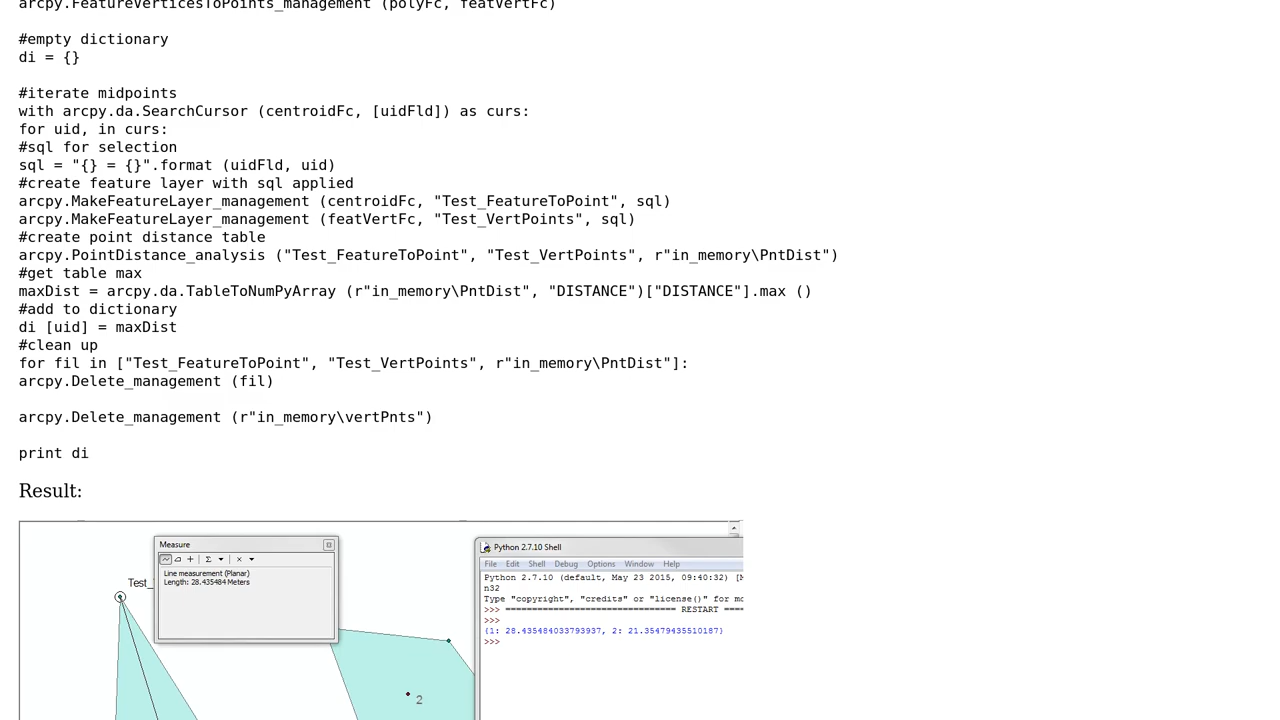 arcpy.FeatureVerticesToPoints_management (polyFc, featVertFc)
#empty dictionary
di = {}
#iterate midpoints
with arcpy.da.SearchCursor (centroidFc, [uidFld]) as curs:
for uid, in curs:
#sql for selection
sql = "{} = {}".format (uidFld, uid)
#create feature layer with sql applied
arcpy.MakeFeatureLayer_management (centroidFc, "Test_FeatureToPoint", sql)
arcpy.MakeFeatureLayer_management (featVertFc, "Test_VertPoints", sql)
#create point distance table
arcpy.PointDistance_analysis ("Test_FeatureToPoint", "Test_VertPoints", r"in_memory\PntDist")
#get table max
maxDist = arcpy.da.TableToNumPyArray (r"in_memory\PntDist", "DISTANCE")["DISTANCE"].max ()
#add to dictionary
di [uid] = maxDist
#clean up
for fil in ["Test_FeatureToPoint", "Test_VertPoints", r"in_memory\PntDist"]:
arcpy.Delete_management (fil)
arcpy.Delete_management (r"in_memory\vertPnts")
print di
Result:
Measure
Line measurement (Planar)
Length: 28.435484 Meters
Test_
2
Python 2.7.10 Shell
File Edit Shell Debug Options Window Help
Python 2.7.10 (default, May 23 2015, 09:40:32) [M
n32
Type "copyright", "credits" or "license()" for mo
>>> ============================== RESTART ====
>>>
{1: 28.435484033793937, 2: 21.35479435510187}
>>>